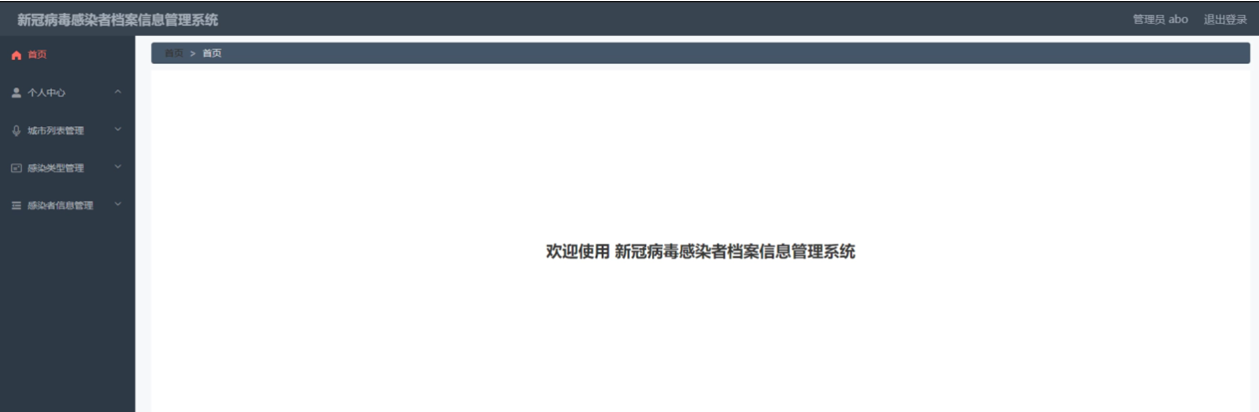 新冠病毒感染者档案信息管理系统
管理员 abo 退出登录
首页
首页 > 首页
个人中心
城市列表管理
感染类型管理
感染者信息管理
欢迎使用 新冠病毒感染者档案信息管理系统